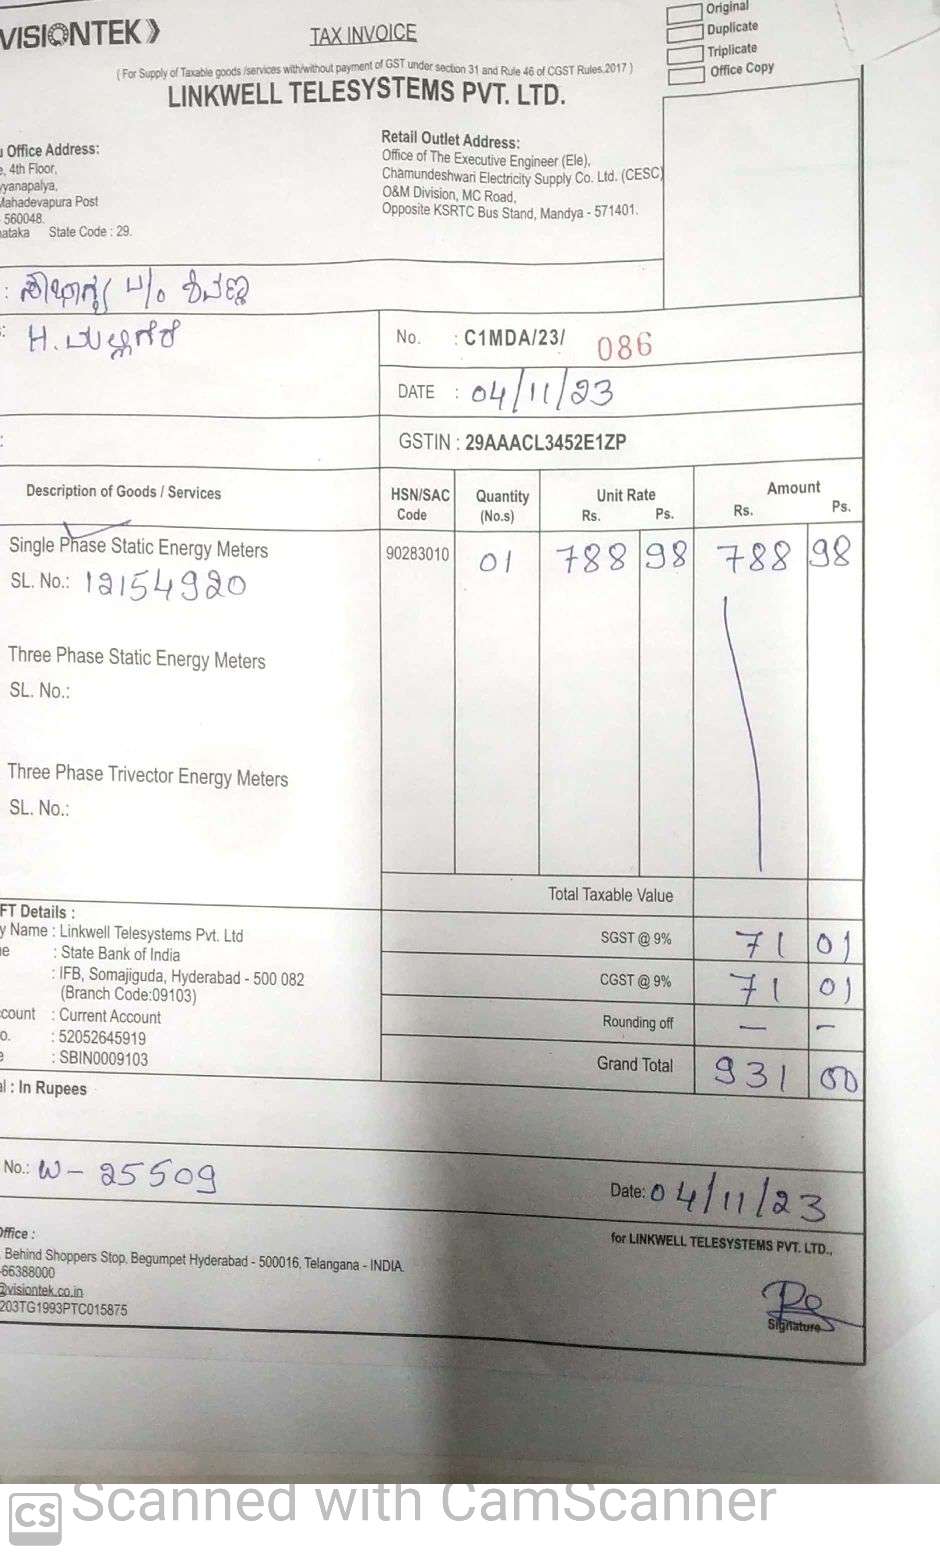 VISIONTEK
TAX INVOICE
Original
Duplicate
Triplicate
Office Copy
( For Supply of Taxable goods /services with/without payment of GST under section 31 and Rule 46 of CGST Rules.2017 )
LINKWELL TELESYSTEMS PVT. LTD.
Office Address:
4th Floor,
yyanapalya,
Mahadevapura Post
560048.
nataka State Code : 29.
Retail Outlet Address:
Office of The Executive Engineer (Ele),
Chamundeshwari Electricity Supply Co. Ltd. (CESC)
O&M Division, MC Road,
Opposite KSRTC Bus Stand, Mandya - 571401.
: ಶಿವಣ್ಣ
H. ಮಲ್ಲಿಗೆರೆ
No. : C1MDA/23/ 086
DATE : 04/11/23
GSTIN : 29AAACL3452E1ZP
Description of Goods / Services HSN/SAC Code Quantity (No.s) Unit Rate Rs. Ps. Amount Rs. Ps.
Single Phase Static Energy Meters 90283010 01 788 98 788 98
SL. No.: 12154920
Three Phase Static Energy Meters
SL. No.:
Three Phase Trivector Energy Meters
SL. No.:
Total Taxable Value
SGST @ 9% 71 01
CGST @ 9% 71 01
Rounding off — –
Grand Total 931 00
FT Details :
y Name : Linkwell Telesystems Pvt. Ltd
e : State Bank of India
: IFB, Somajiguda, Hyderabad - 500 082
(Branch Code:09103)
count : Current Account
o. : 52052645919
e : SBIN0009103
al : In Rupees
No.: W - 25509
Date: 04/11/23
Office :
Behind Shoppers Stop, Begumpet Hyderabad - 500016, Telangana - INDIA.
-66388000
@visiontek.co.in
203TG1993PTC015875
for LINKWELL TELESYSTEMS PVT. LTD.,
Signature
CS Scanned with CamScanner